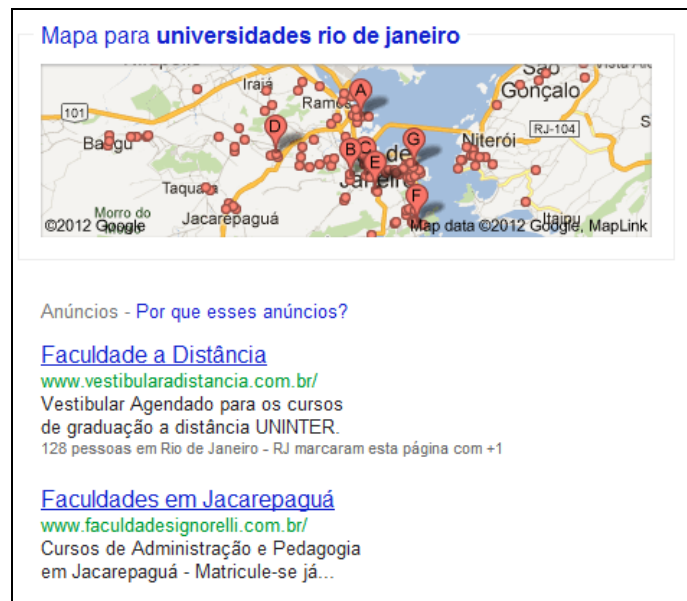 Mapa para universidades rio de janeiro
São
Gonçalo
Irajá
Ramos
A
101
D
Bangu
B
C
de
G
Niterói
RJ-104
E
Janeiro
Taquara
F
Morro do
Jacarepaguá
Itaipu
©2012 Google
Map data ©2012 Google, MapLink
Anúncios - Por que esses anúncios?
Faculdade a Distância
www.vestibularadistancia.com.br/
Vestibular Agendado para os cursos
de graduação a distância UNINTER.
128 pessoas em Rio de Janeiro - RJ marcaram esta página com +1
Faculdades em Jacarepaguá
www.faculdadesignorelli.com.br/
Cursos de Administração e Pedagogia
em Jacarepaguá - Matricule-se já...